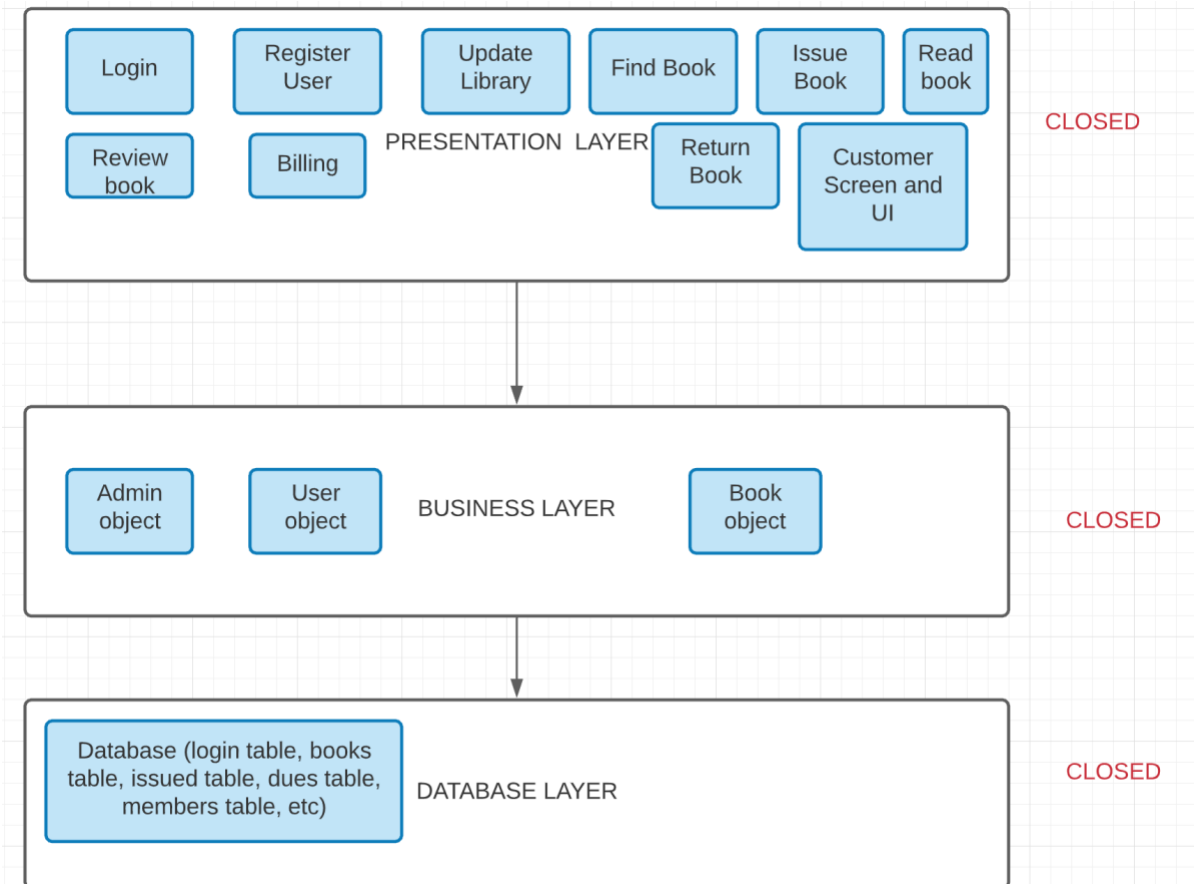 Login
Register
User
Update
Library
Find Book
Issue
Book
Read
book
CLOSED
Review
book
Billing
PRESENTATION LAYER
Return
Book
Customer
Screen and
UI
Admin
object
User
object
BUSINESS LAYER
Book
object
CLOSED
Database (login table, books
table, issued table, dues table,
members table, etc)
DATABASE LAYER
CLOSED